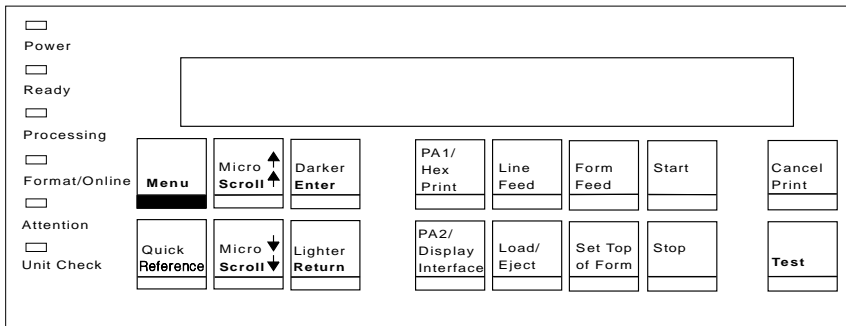 Power
Ready
Processing
Format/Online
Attention
Unit Check
Menu
Micro
Scroll
Darker
Enter
PA1/
Hex
Print
Line
Feed
Form
Feed
Start
Cancel
Print
Quick
Reference
Micro
Scroll
Lighter
Return
PA2/
Display
Interface
Load/
Eject
Set Top
of Form
Stop
Test